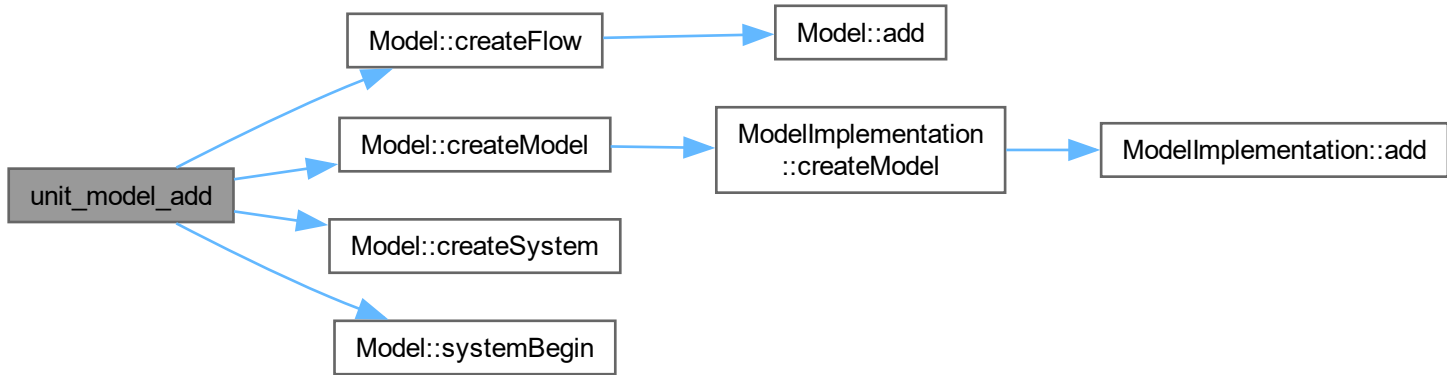 unit_model_add
Model::createFlow
Model::add
Model::createModel
ModelImplementation
::createModel
ModelImplementation::add
Model::createSystem
Model::systemBegin